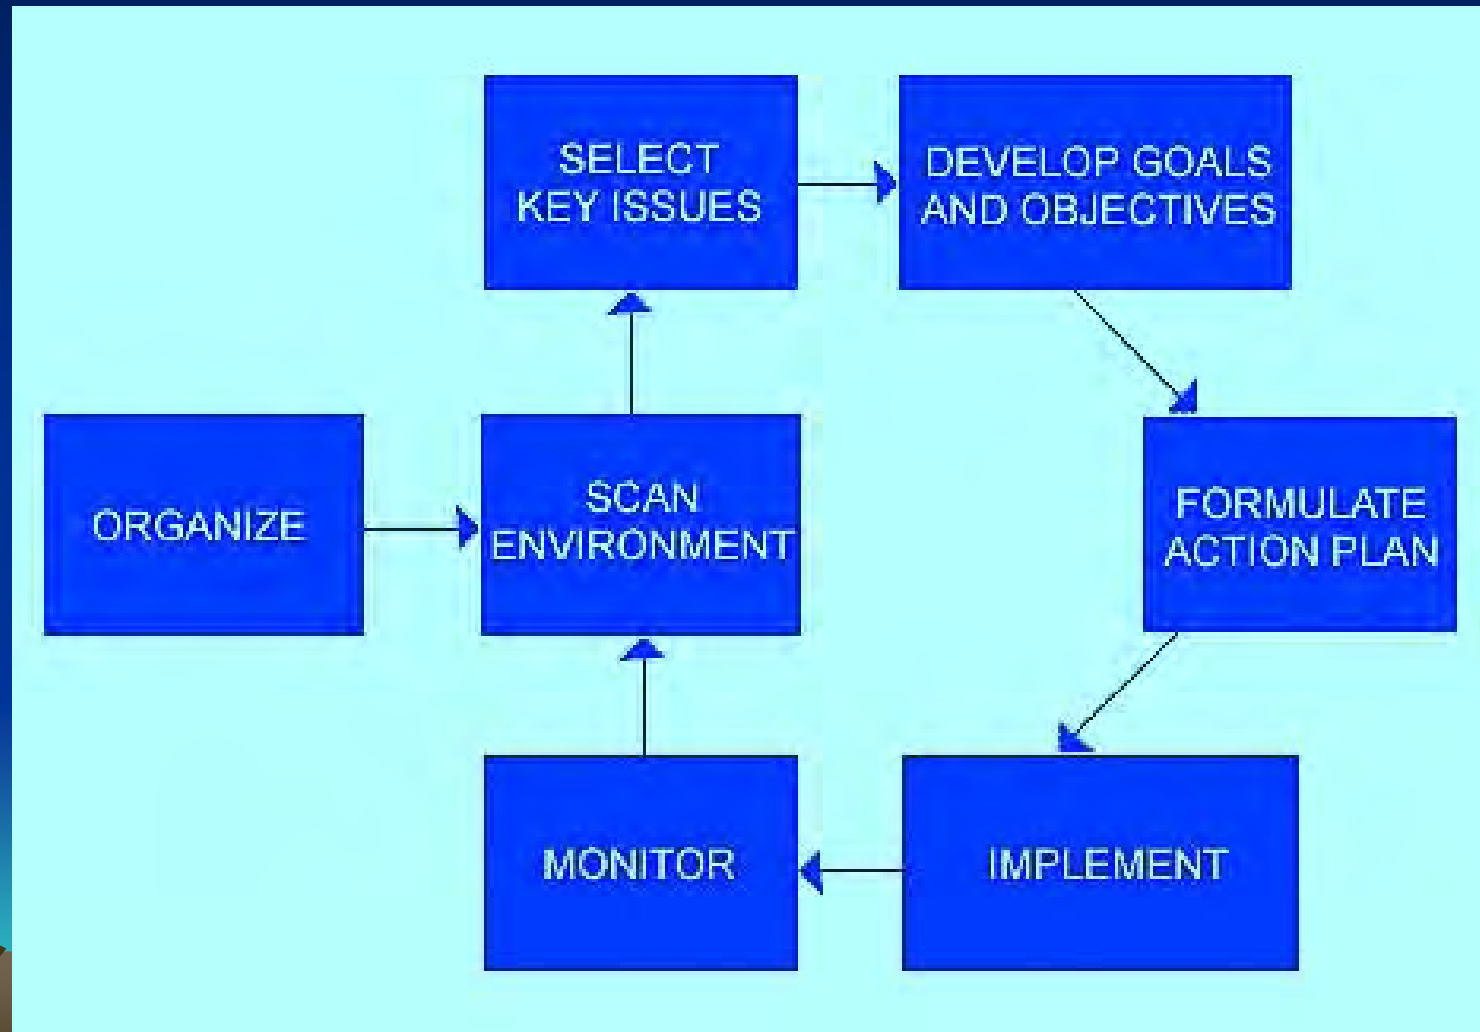 SELECT
KEY ISSUES
DEVELOP GOALS
AND OBJECTIVES
ORGANIZE
SCAN
ENVIRONMENT
FORMULATE
ACTION PLAN
MONITOR
IMPLEMENT